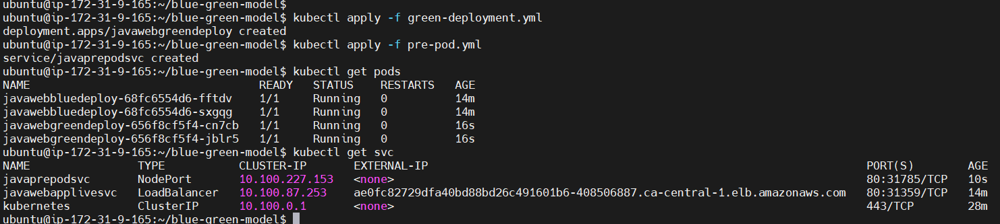 ubuntu@ip-172-31-9-165:~/blue-green-model$
ubuntu@ip-172-31-9-165:~/blue-green-model$ kubectl apply -f green-deployment.yml
deployment.apps/javawebgreendeploy created
ubuntu@ip-172-31-9-165:~/blue-green-model$ kubectl apply -f pre-pod.yml
service/javaprepodsvc created
ubuntu@ip-172-31-9-165:~/blue-green-model$ kubectl get pods
NAME READY STATUS RESTARTS AGE
javawebbluedeploy-68fc6554d6-fftdv 1/1 Running 0 14m
javawebbluedeploy-68fc6554d6-sxgqg 1/1 Running 0 14m
javawebgreendeploy-656f8cf5f4-cn7cb 1/1 Running 0 16s
javawebgreendeploy-656f8cf5f4-jblr5 1/1 Running 0 16s
ubuntu@ip-172-31-9-165:~/blue-green-model$ kubectl get svc
NAME TYPE CLUSTER-IP EXTERNAL-IP PORT(S) AGE
javaprepodsvc NodePort 10.100.227.153 <none> 80:31785/TCP 10s
javawebapplivesvc LoadBalancer 10.100.87.253 ae0fc82729dfa40bd88bd26c491601b6-408506887.ca-central-1.elb.amazonaws.com 80:31359/TCP 14m
kubernetes ClusterIP 10.100.0.1 <none> 443/TCP 28m
ubuntu@ip-172-31-9-165:~/blue-green-model$